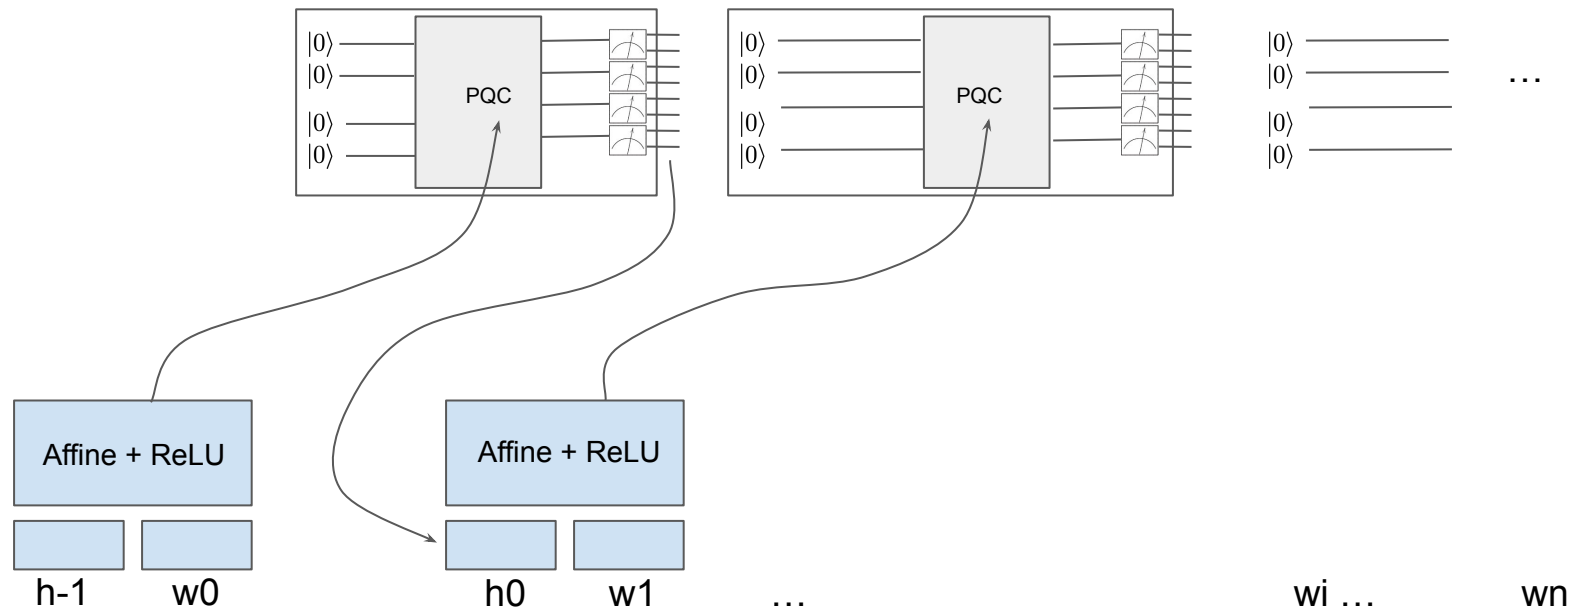 |0⟩ |0⟩ |0⟩
|0⟩ |0⟩ |0⟩ …
PQC PQC
|0⟩ |0⟩ |0⟩
|0⟩ |0⟩ |0⟩
Affine + ReLU Affine + ReLU
h-1 w0 h0 w1 … wi … wn